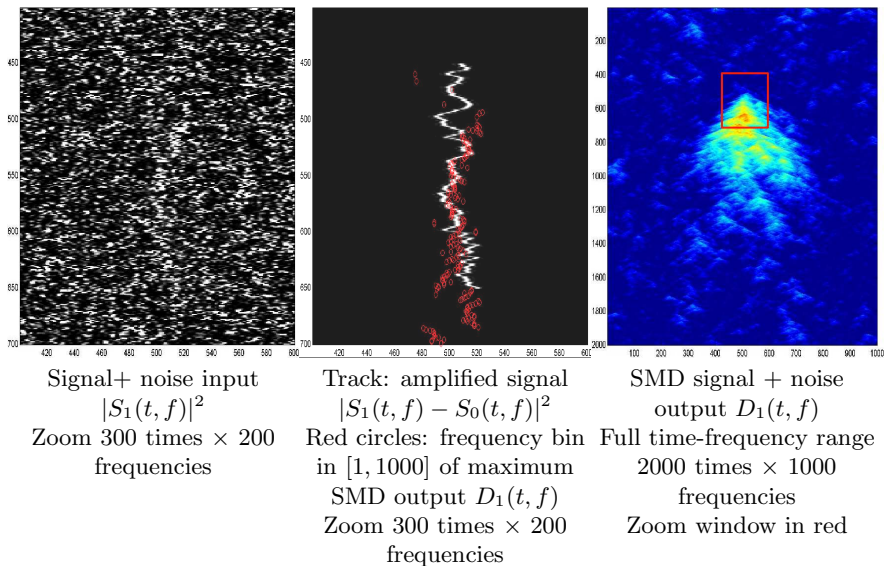 450
500
550
600
650
700
420 440 460 480 500 520 540 560 580 600
450
500
550
600
650
700
420 440 460 480 500 520 540 560 580 600
200
400
600
800
1000
1200
1400
1600
1800
2000
100 200 300 400 500 600 700 800 900 1000
Signal+ noise input
|S₁(t, f)|²
Zoom 300 times × 200
frequencies
Track: amplified signal
|S₁(t, f) − S₀(t, f)|²
Red circles: frequency bin
in [1, 1000] of maximum
SMD output D₁(t, f)
Zoom 300 times × 200
frequencies
SMD signal + noise
output D₁(t, f)
Full time-frequency range
2000 times × 1000
frequencies
Zoom window in red